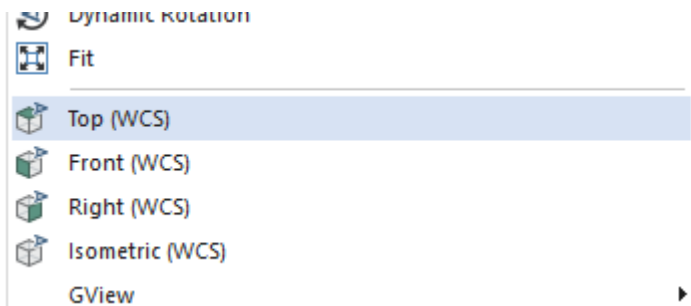 Dynamic Rotation
Fit
Top (WCS)
Front (WCS)
Right (WCS)
Isometric (WCS)
GView